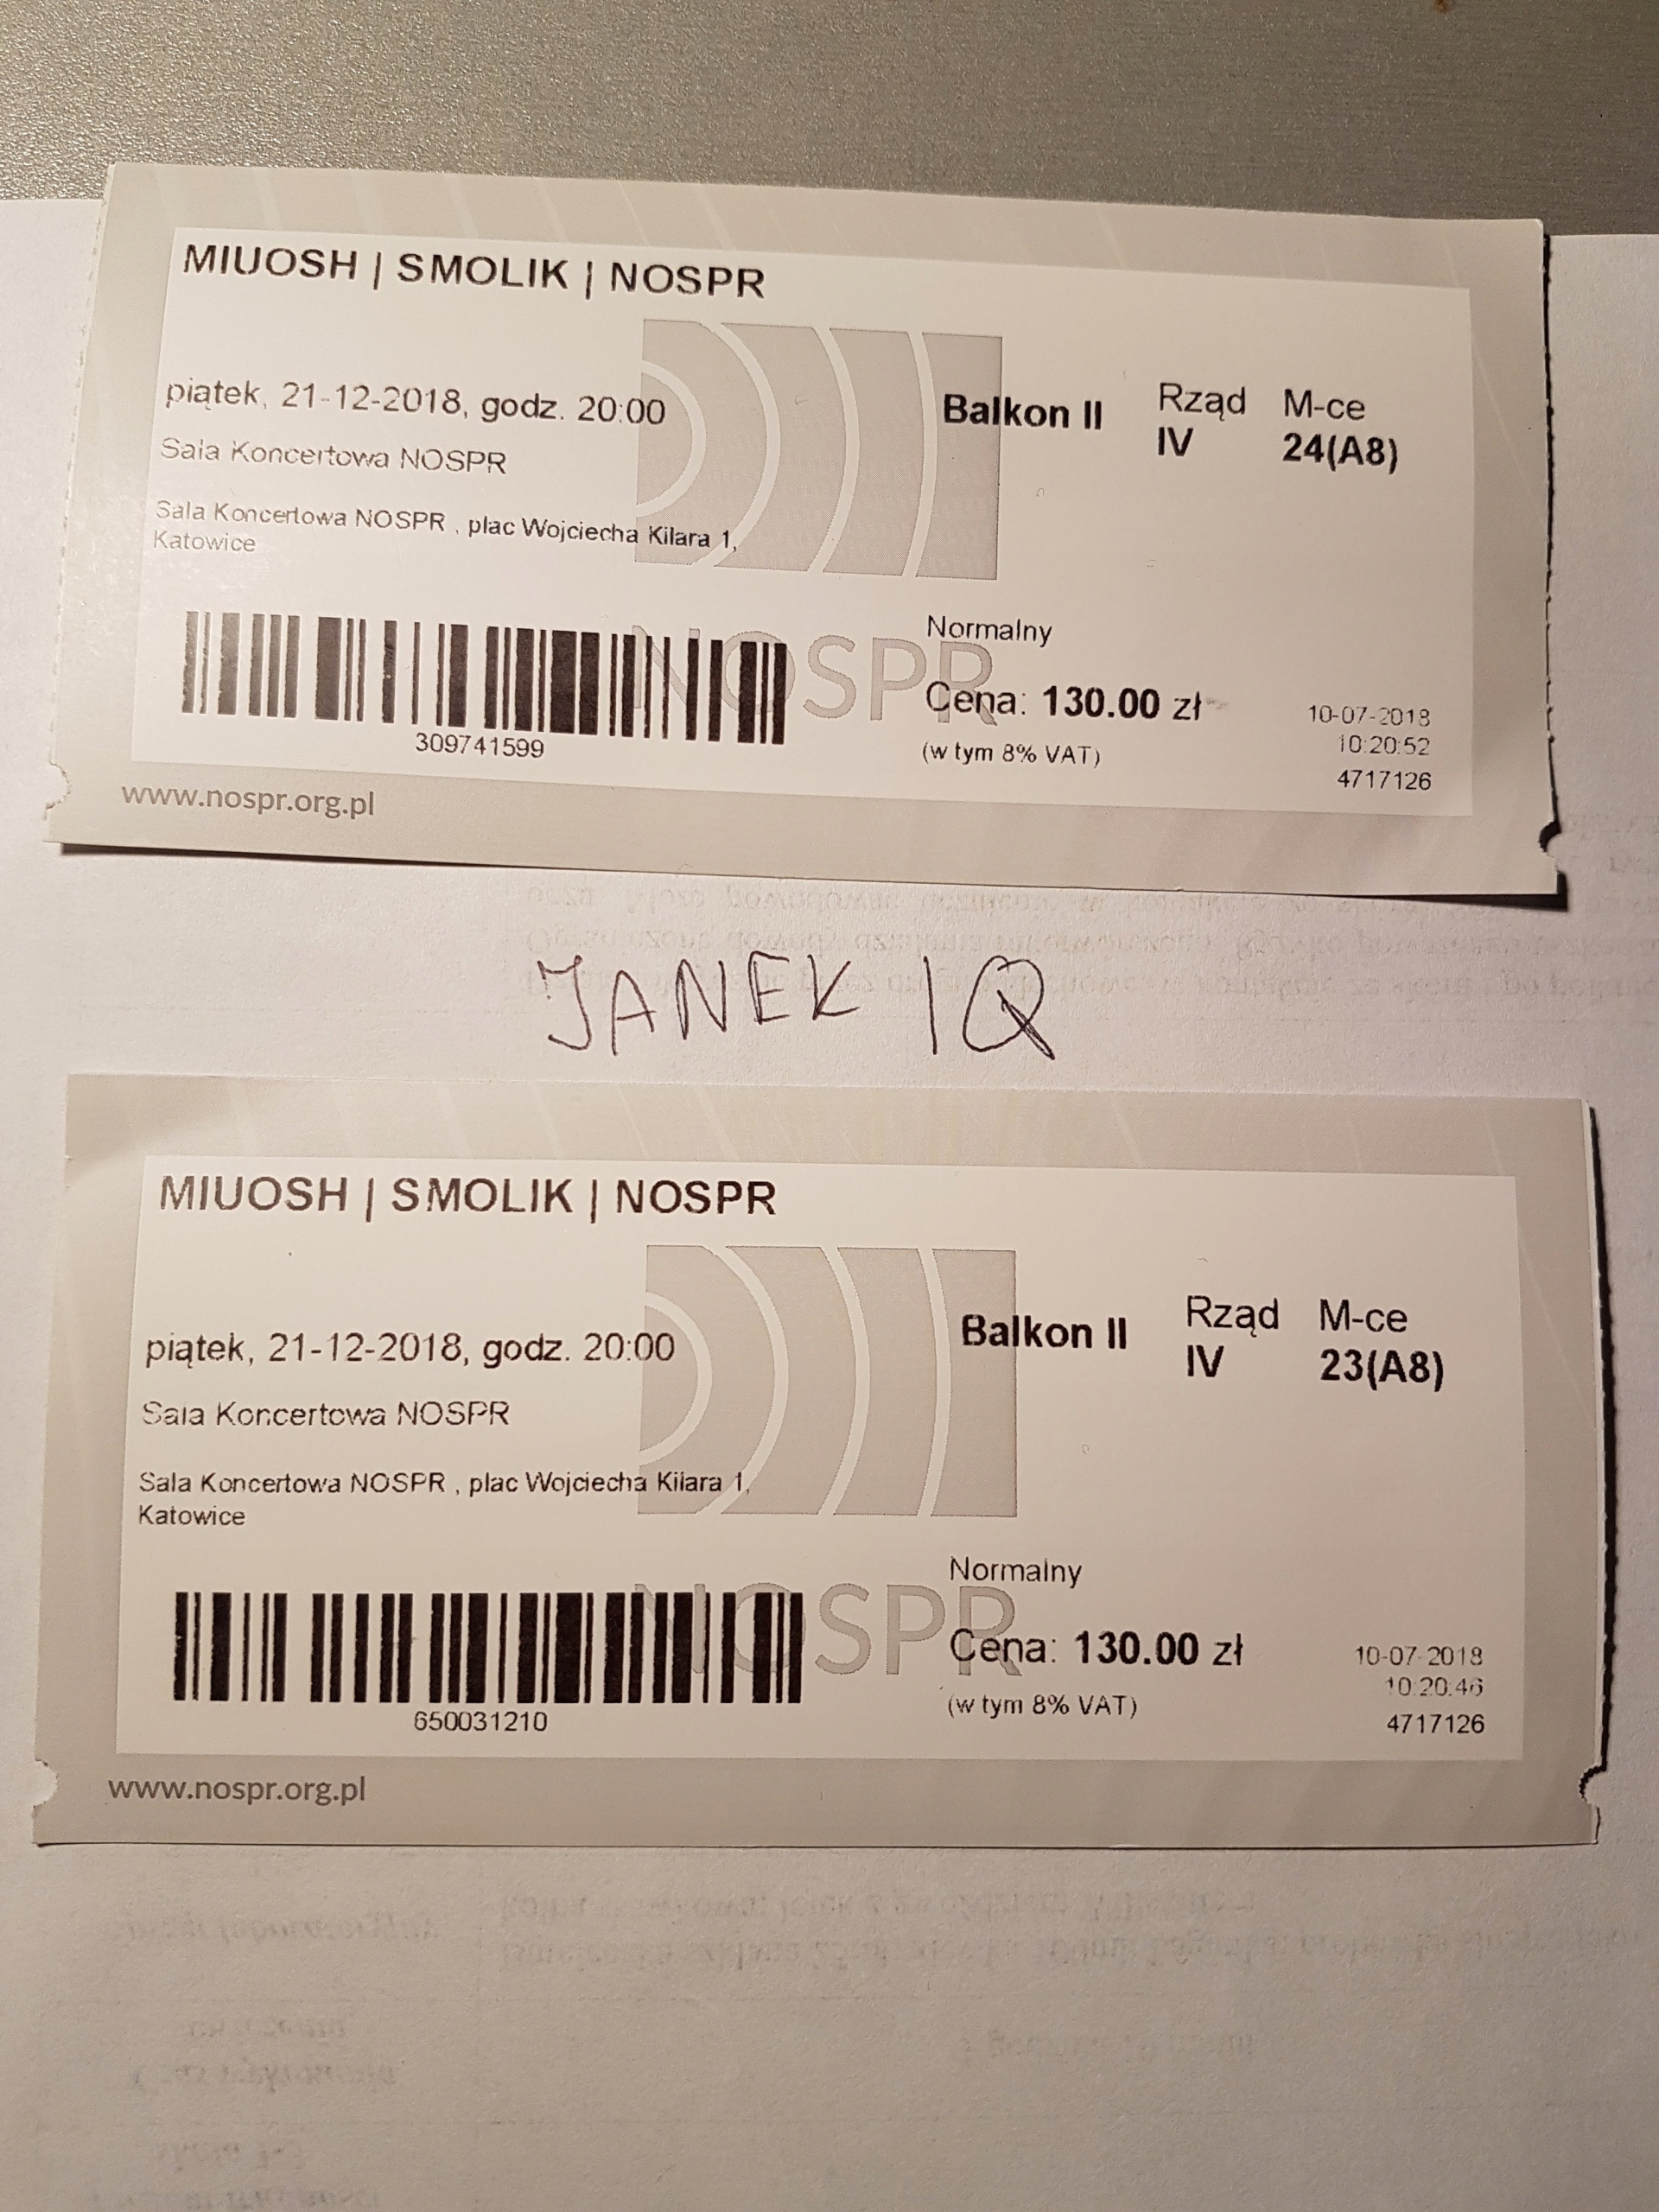 MIUOSH | SMOLIK | NOSPR
piątek, 21-12-2018, godz. 20:00
Balkon II
Rząd M-ce
IV 24(A8)
Sala Koncertowa NOSPR
Sala Koncertowa NOSPR , plac Wojciecha Kilara 1,
Katowice
NOSPR
Normalny
Cena: 130.00 zł
(w tym 8% VAT)
309741599
10-07-2018
10:20:52
4717126
www.nospr.org.pl
JANEK IQ
MIUOSH | SMOLIK | NOSPR
piątek, 21-12-2018, godz. 20:00
Balkon II
Rząd M-ce
IV 23(A8)
Sala Koncertowa NOSPR
Sala Koncertowa NOSPR , plac Wojciecha Kilara 1,
Katowice
NOSPR
Normalny
Cena: 130.00 zł
(w tym 8% VAT)
650031210
10-07-2018
10:20:46
4717126
www.nospr.org.pl